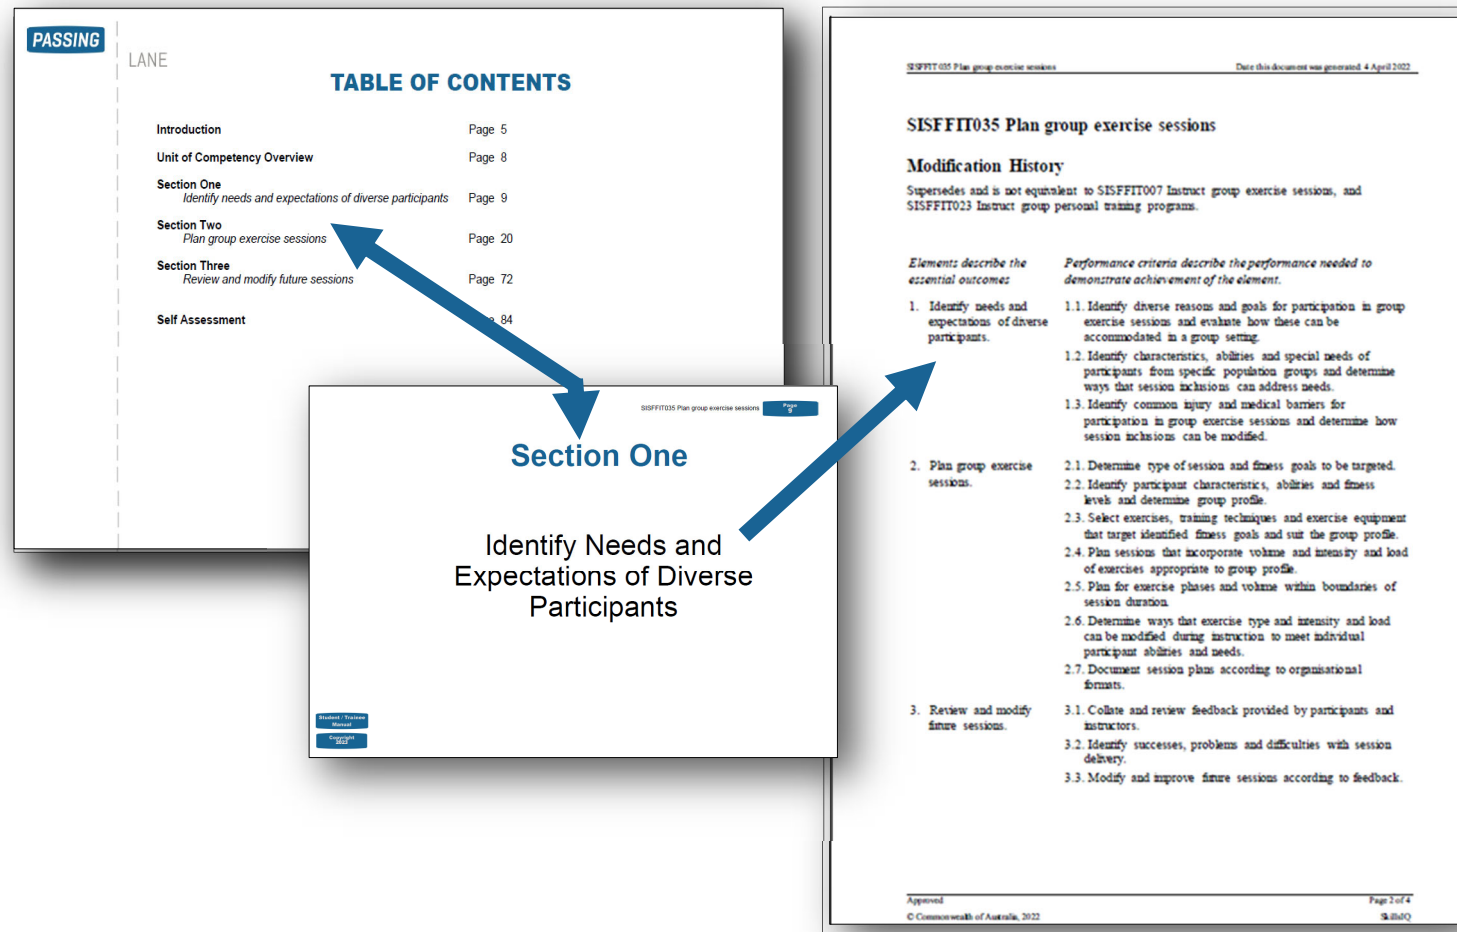 PASSING
LANE
TABLE OF CONTENTS
Introduction Page 5
Unit of Competency Overview Page 8
Section One
Identify needs and expectations of diverse participants Page 9
Section Two
Plan group exercise sessions Page 20
Section Three
Review and modify future sessions Page 72
Self Assessment 84
SISFFIT035 Plan group exercise sessions Page 9
Section One
Identify Needs and
Expectations of Diverse
Participants
Student / Trainee
Manual
Copyright
2022
SISFFIT035 Plan group exercise sessions Date this document was generated: 4 April 2022
SISFFIT035 Plan group exercise sessions
Modification History
Supersedes and is not equivalent to SISFFIT007 Instruct group exercise sessions, and
SISFFIT023 Instruct group personal training programs.
Elements describe the
essential outcomes
Performance criteria describe the performance needed to
demonstrate achievement of the element.
1. Identify needs and
expectations of diverse
participants.
1.1. Identify diverse reasons and goals for participation in group
exercise sessions and evaluate how these can be
accommodated in a group setting.
1.2. Identify characteristics, abilities and special needs of
participants from specific population groups and determine
ways that session inclusions can address needs.
1.3. Identify common injury and medical barriers for
participation in group exercise sessions and determine how
session inclusions can be modified.
2. Plan group exercise
sessions.
2.1. Determine type of session and fitness goals to be targeted.
2.2. Identify participant characteristics, abilities and fitness
levels and determine group profile.
2.3. Select exercises, training techniques and exercise equipment
that target identified fitness goals and suit the group profile.
2.4. Plan sessions that incorporate volume and intensity and load
of exercises appropriate to group profile.
2.5. Plan for exercise phases and volume within boundaries of
session duration.
2.6. Determine ways that exercise type and intensity and load
can be modified during instruction to meet individual
participant abilities and needs.
2.7. Document session plans according to organisational
formats.
3. Review and modify
future sessions.
3.1. Collate and review feedback provided by participants and
instructors.
3.2. Identify successes, problems and difficulties with session
delivery.
3.3. Modify and improve future sessions according to feedback.
Approved Page 2 of 4
© Commonwealth of Australia, 2022 SkillsIQ